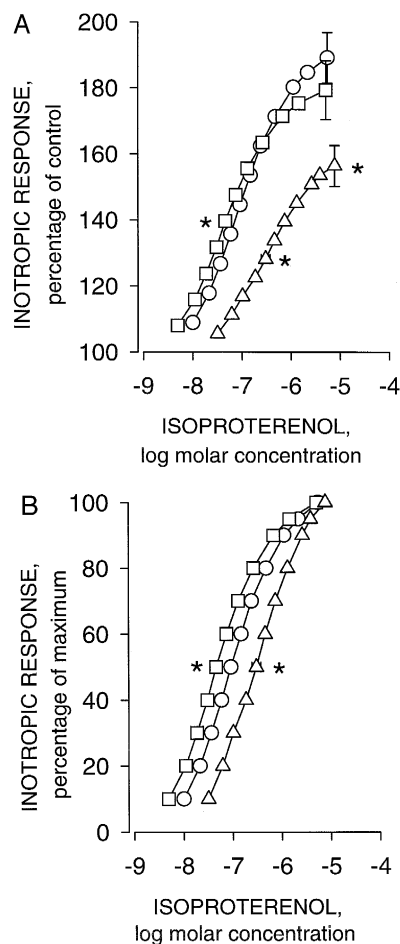 A
INOTROPIC RESPONSE,
percentage of control
200
180
160
140
120
100
*
*
*
-9 -8 -7 -6 -5 -4
ISOPROTERENOL,
log molar concentration
B
INOTROPIC RESPONSE,
percentage of maximum
100
80
60
40
20
0
* *
-9 -8 -7 -6 -5 -4
ISOPROTERENOL,
log molar concentration